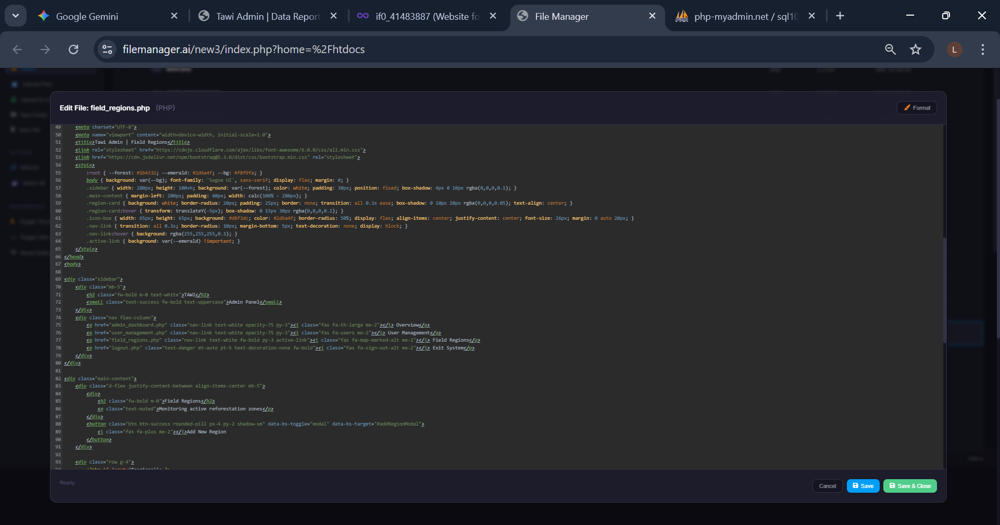 Google Gemini
Tawi Admin | Data Report
if0_41483887 (Website fo
File Manager
php-myadmin.net / sql10
filemanager.ai/new3/index.php?home=%2Fhtdocs
L
Edit File: field_regions.php (PHP)
Format
49 <meta charset="UTF-8">
50 <meta name="viewport" content="width=device-width, initial-scale=1.0">
51 <title>Tawi Admin | Field Regions</title>
52 <link rel="stylesheet" href="https://cdnjs.cloudflare.com/ajax/libs/font-awesome/6.0.0/css/all.min.css">
53 <link href="https://cdn.jsdelivr.net/npm/bootstrap@5.3.0/dist/css/bootstrap.min.css" rel="stylesheet">
54 <style>
55 :root { --forest: #1b4332; --emerald: #2d6a4f; --bg: #f8f9fa; }
56 body { background: var(--bg); font-family: 'Segoe UI', sans-serif; display: flex; margin: 0; }
57 .sidebar { width: 280px; height: 100vh; background: var(--forest); color: white; padding: 30px; position: fixed; box-shadow: 4px 0 10px rgba(0,0,0,0.1); }
58 .main-content { margin-left: 280px; padding: 40px; width: calc(100% - 280px); }
59 .region-card { background: white; border-radius: 20px; padding: 25px; border: none; transition: all 0.3s ease; box-shadow: 0 10px 20px rgba(0,0,0,0.05); text-align: center; }
60 .region-card:hover { transform: translateY(-5px); box-shadow: 0 15px 30px rgba(0,0,0,0.1); }
61 .icon-box { width: 65px; height: 65px; background: #d8f3dc; color: #2d6a4f; border-radius: 50%; display: flex; align-items: center; justify-content: center; font-size: 26px; margin: 0 auto 20px; }
62 .nav-link { transition: all 0.3s; border-radius: 10px; margin-bottom: 5px; text-decoration: none; display: block; }
63 .nav-link:hover { background: rgba(255,255,255,0.1); }
64 .active-link { background: var(--emerald) !important; }
65 </style>
66 </head>
67 <body>
68
69 <div class="sidebar">
70 <div class="mb-5">
71 <h2 class="fw-bold m-0 text-white">TAWI</h2>
72 <small class="text-success fw-bold text-uppercase">Admin Panel</small>
73 </div>
74 <div class="nav flex-column">
75 <a href="admin_dashboard.php" class="nav-link text-white opacity-75 py-3"><i class="fas fa-th-large me-2"></i> Overview</a>
76 <a href="user_management.php" class="nav-link text-white opacity-75 py-3"><i class="fas fa-users me-2"></i> User Management</a>
77 <a href="field_regions.php" class="nav-link text-white fw-bold py-3 active-link"><i class="fas fa-map-marked-alt me-2"></i> Field Regions</a>
78 <a href="logout.php" class="text-danger mt-auto pt-5 text-decoration-none fw-bold"><i class="fas fa-sign-out-alt me-2"></i> Exit System</a>
79 </div>
80 </div>
81
82 <div class="main-content">
83 <div class="d-flex justify-content-between align-items-center mb-5">
84 <div>
85 <h2 class="fw-bold m-0">Field Regions</h2>
86 <p class="text-muted">Monitoring active reforestation zones</p>
87 </div>
88 <button class="btn btn-success rounded-pill px-4 py-2 shadow-sm" data-bs-toggle="modal" data-bs-target="#addRegionModal">
89 <i class="fas fa-plus me-2"></i>Add New Region
90 </button>
91 </div>
92
93 <div class="row g-4">
Ready
Cancel
Save
Save & Close